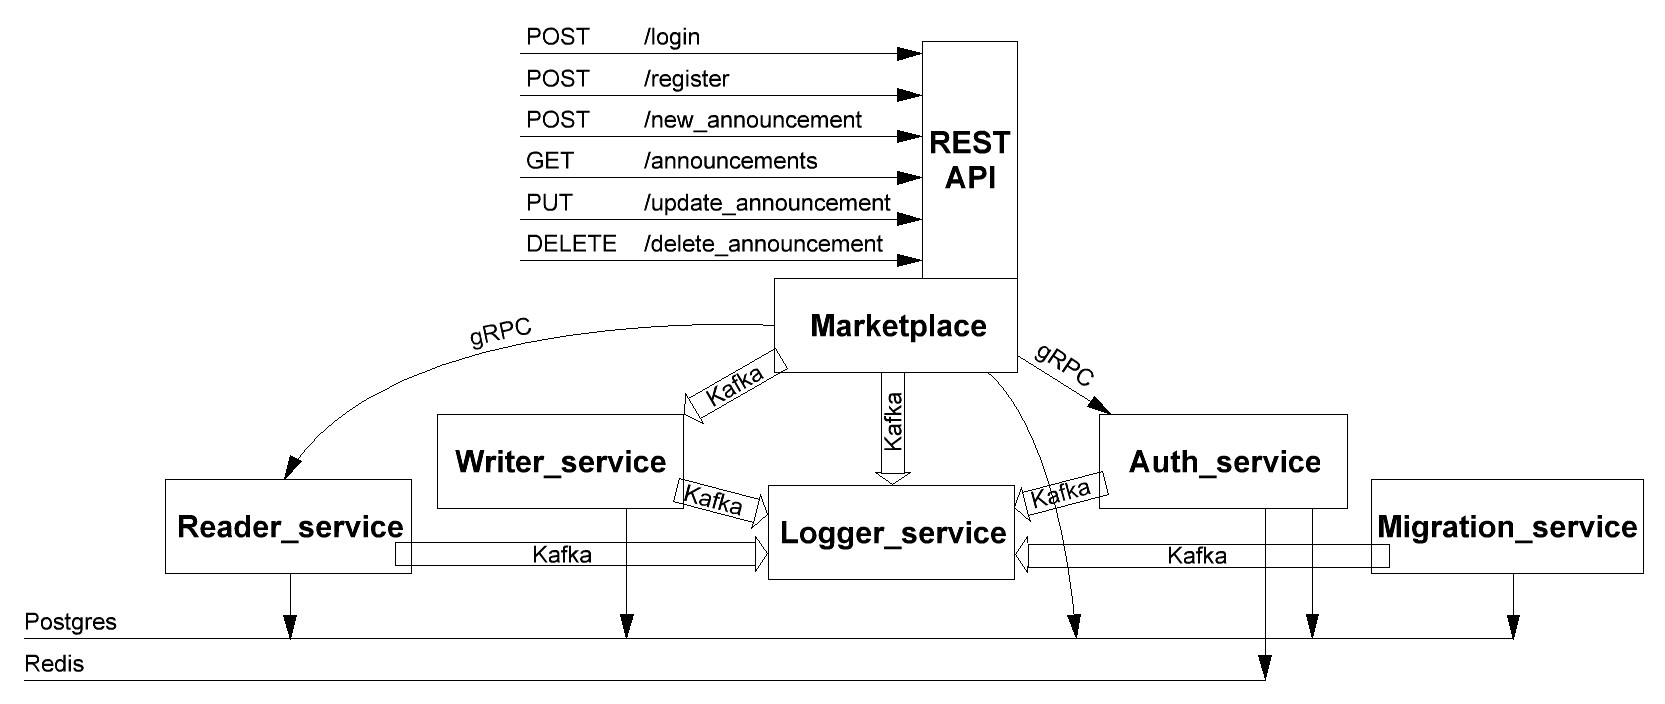 POST /login
POST /register
POST /new_announcement
GET /announcements
PUT /update_announcement
DELETE /delete_announcement
REST
API
Marketplace
gRPC
gRPC
Kafka
Kafka
Writer_service
Auth_service
Kafka
Kafka
Reader_service
Logger_service
Migration_service
Kafka
Kafka
Postgres
Redis